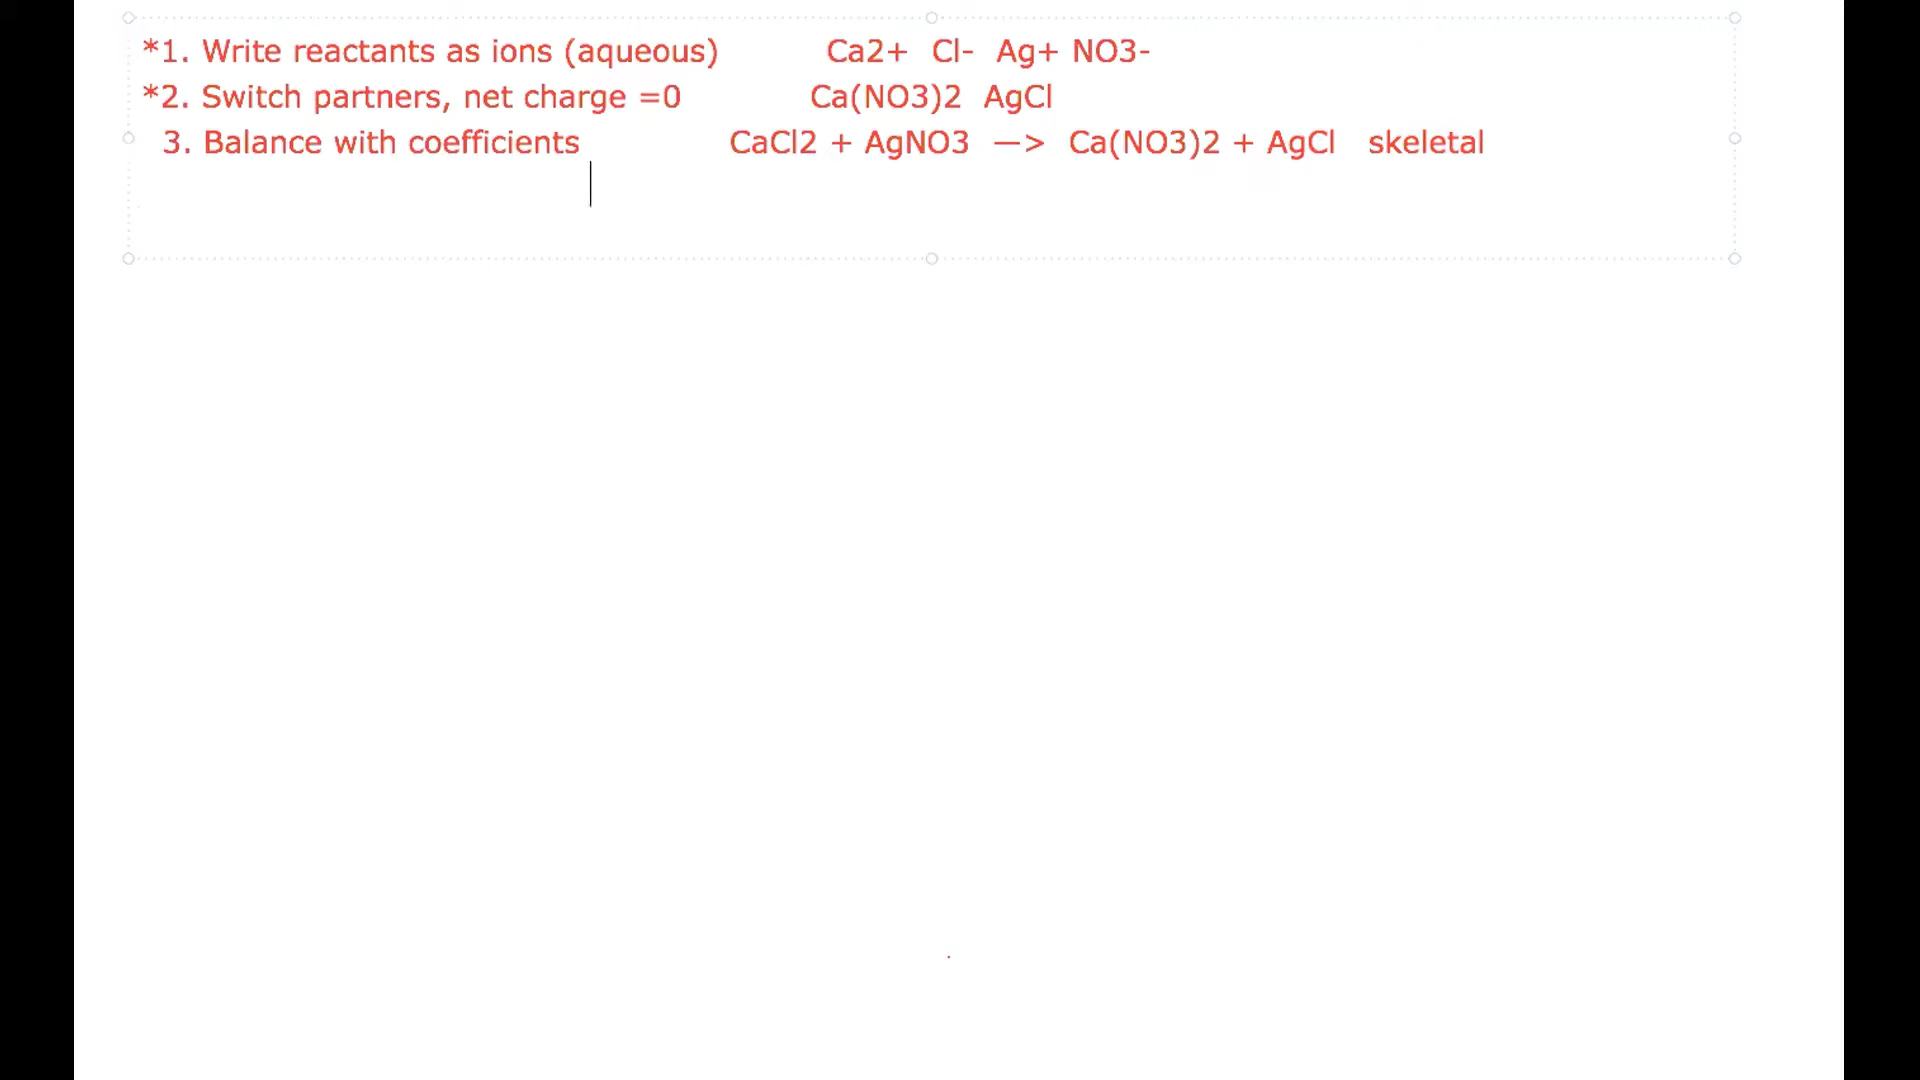 *1. Write reactants as ions (aqueous) Ca2+ Cl- Ag+ NO3-
*2. Switch partners, net charge =0 Ca(NO3)2 AgCl
3. Balance with coefficients CaCl2 + AgNO3 —> Ca(NO3)2 + AgCl skeletal